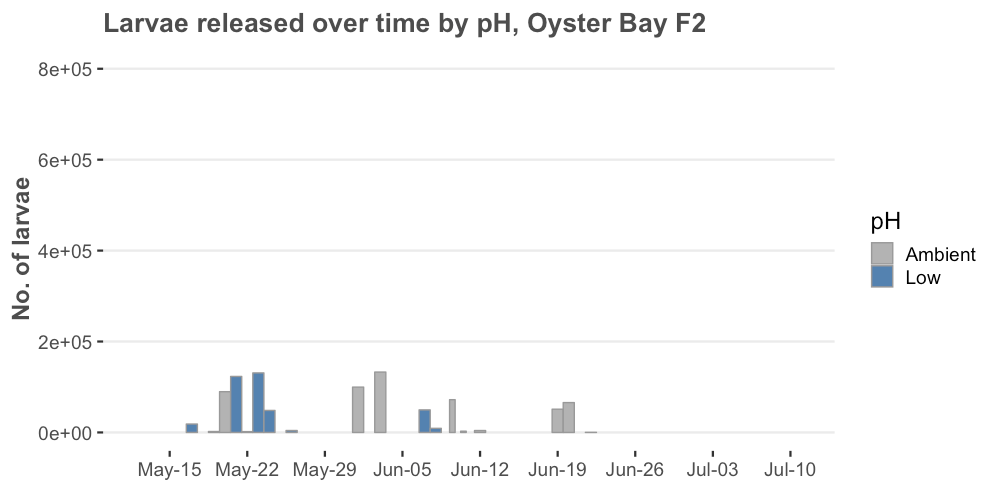 Larvae released over time by pH, Oyster Bay F2
No. of larvae
8e+05
6e+05
4e+05
2e+05
0e+00
May-15 May-22 May-29 Jun-05 Jun-12 Jun-19 Jun-26 Jul-03 Jul-10
pH
Ambient
Low